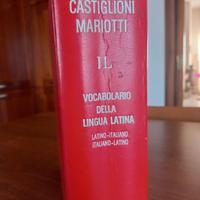 CASTIGLIONI
MARIOTTI
IL
VOCABOLARIO
DELLA
LINGUA LATINA
LATINO-ITALIANO
ITALIANO-LATINO